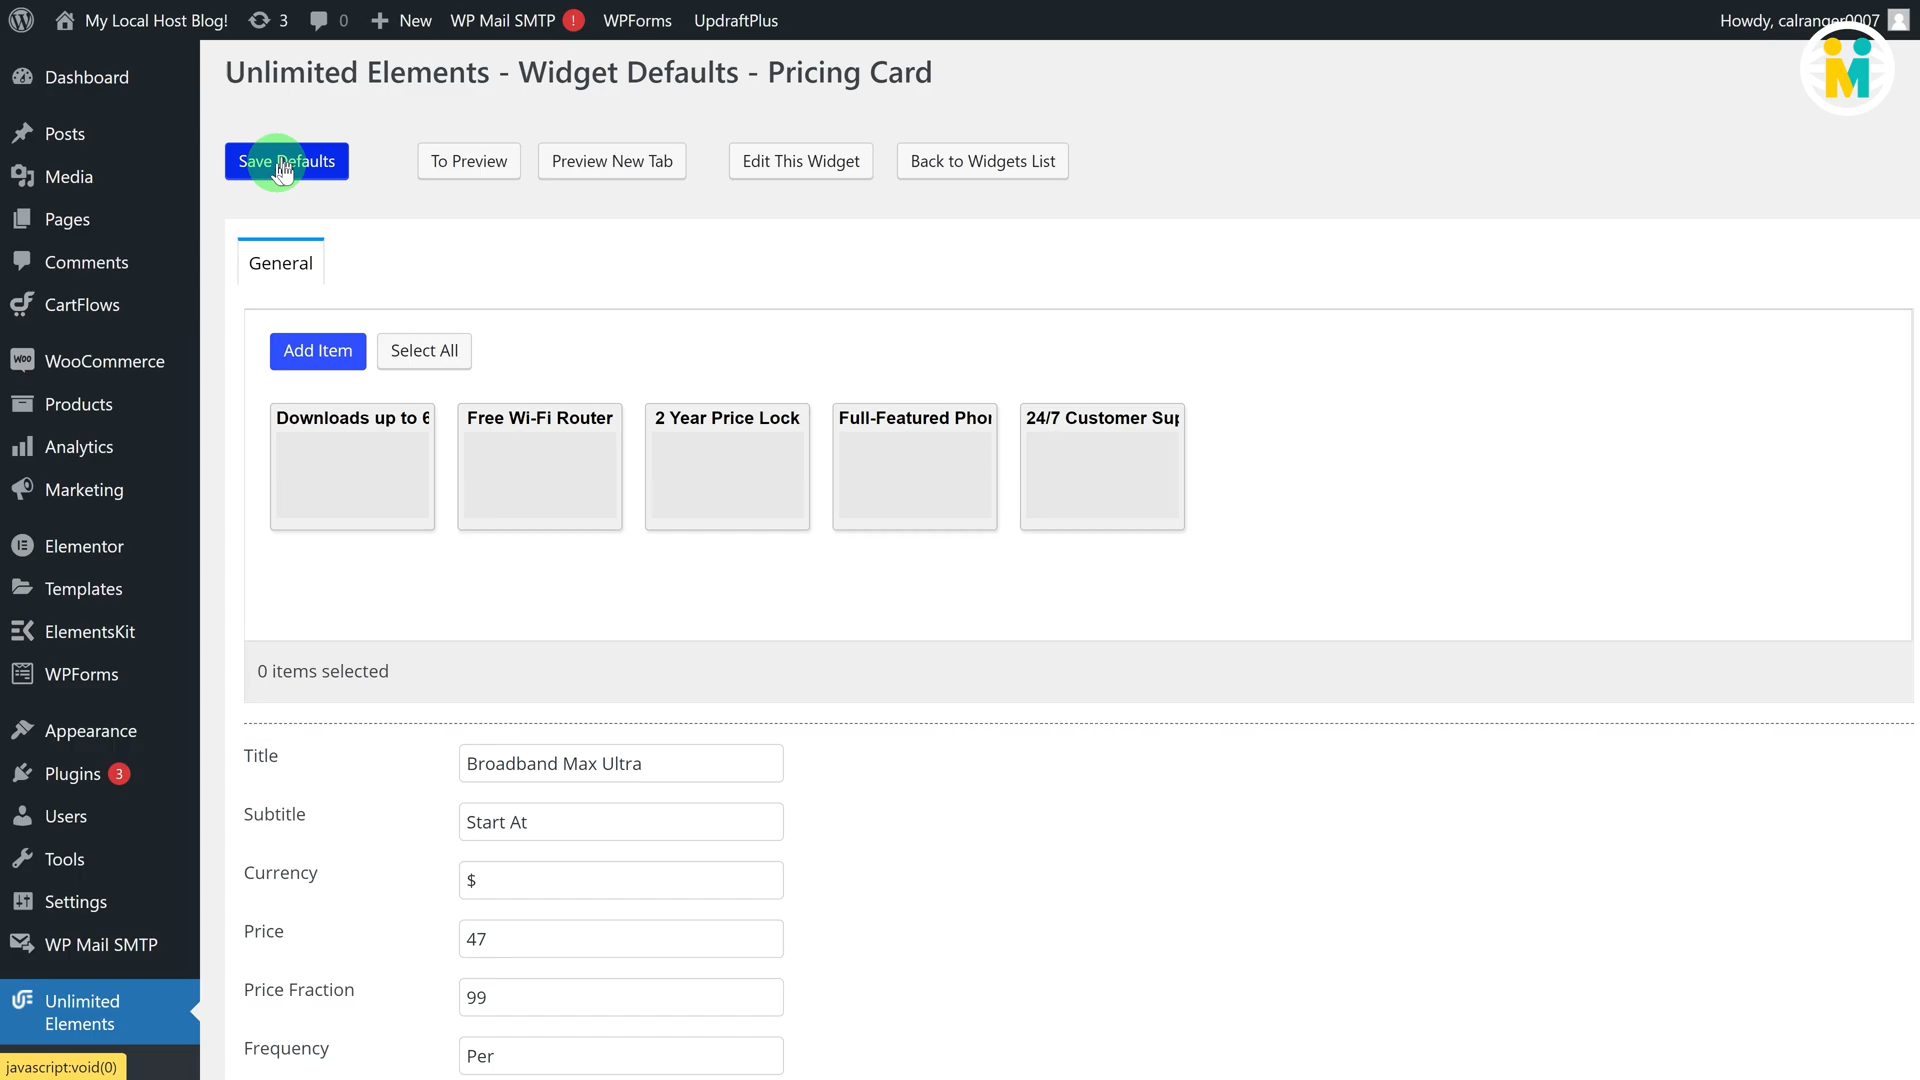 My Local Host Blog! 3 0 New WP Mail SMTP ! WPForms UpdraftPlus Howdy, calranger0007
M
Unlimited Elements - Widget Defaults - Pricing Card
Dashboard
Posts
Media
Pages
Comments
CartFlows
WooCommerce
Products
Analytics
Marketing
Elementor
Templates
ElementsKit
WPForms
Appearance
Plugins 3
Users
Tools
Settings
WP Mail SMTP
Unlimited
Elements
javascript:void(0)
Save Defaults To Preview Preview New Tab Edit This Widget Back to Widgets List
General
Add Item Select All
Downloads up to 6 Free Wi-Fi Router 2 Year Price Lock Full-Featured Phon 24/7 Customer Sup
0 items selected
Title Broadband Max Ultra
Subtitle Start At
Currency $
Price 47
Price Fraction 99
Frequency Per